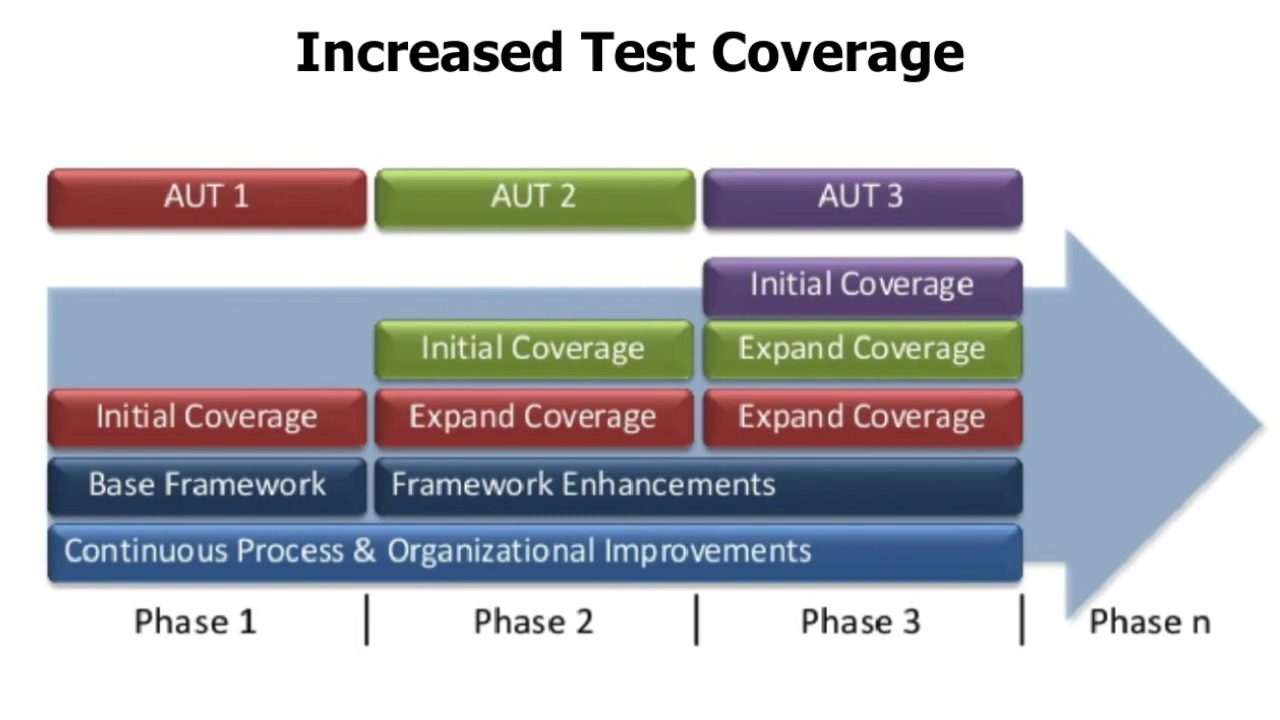 Increased Test Coverage
AUT 1
AUT 2
AUT 3
Initial Coverage
Initial Coverage
Expand Coverage
Initial Coverage
Expand Coverage
Expand Coverage
Base Framework
Framework Enhancements
Continuous Process & Organizational Improvements
Phase 1
Phase 2
Phase 3
Phase n